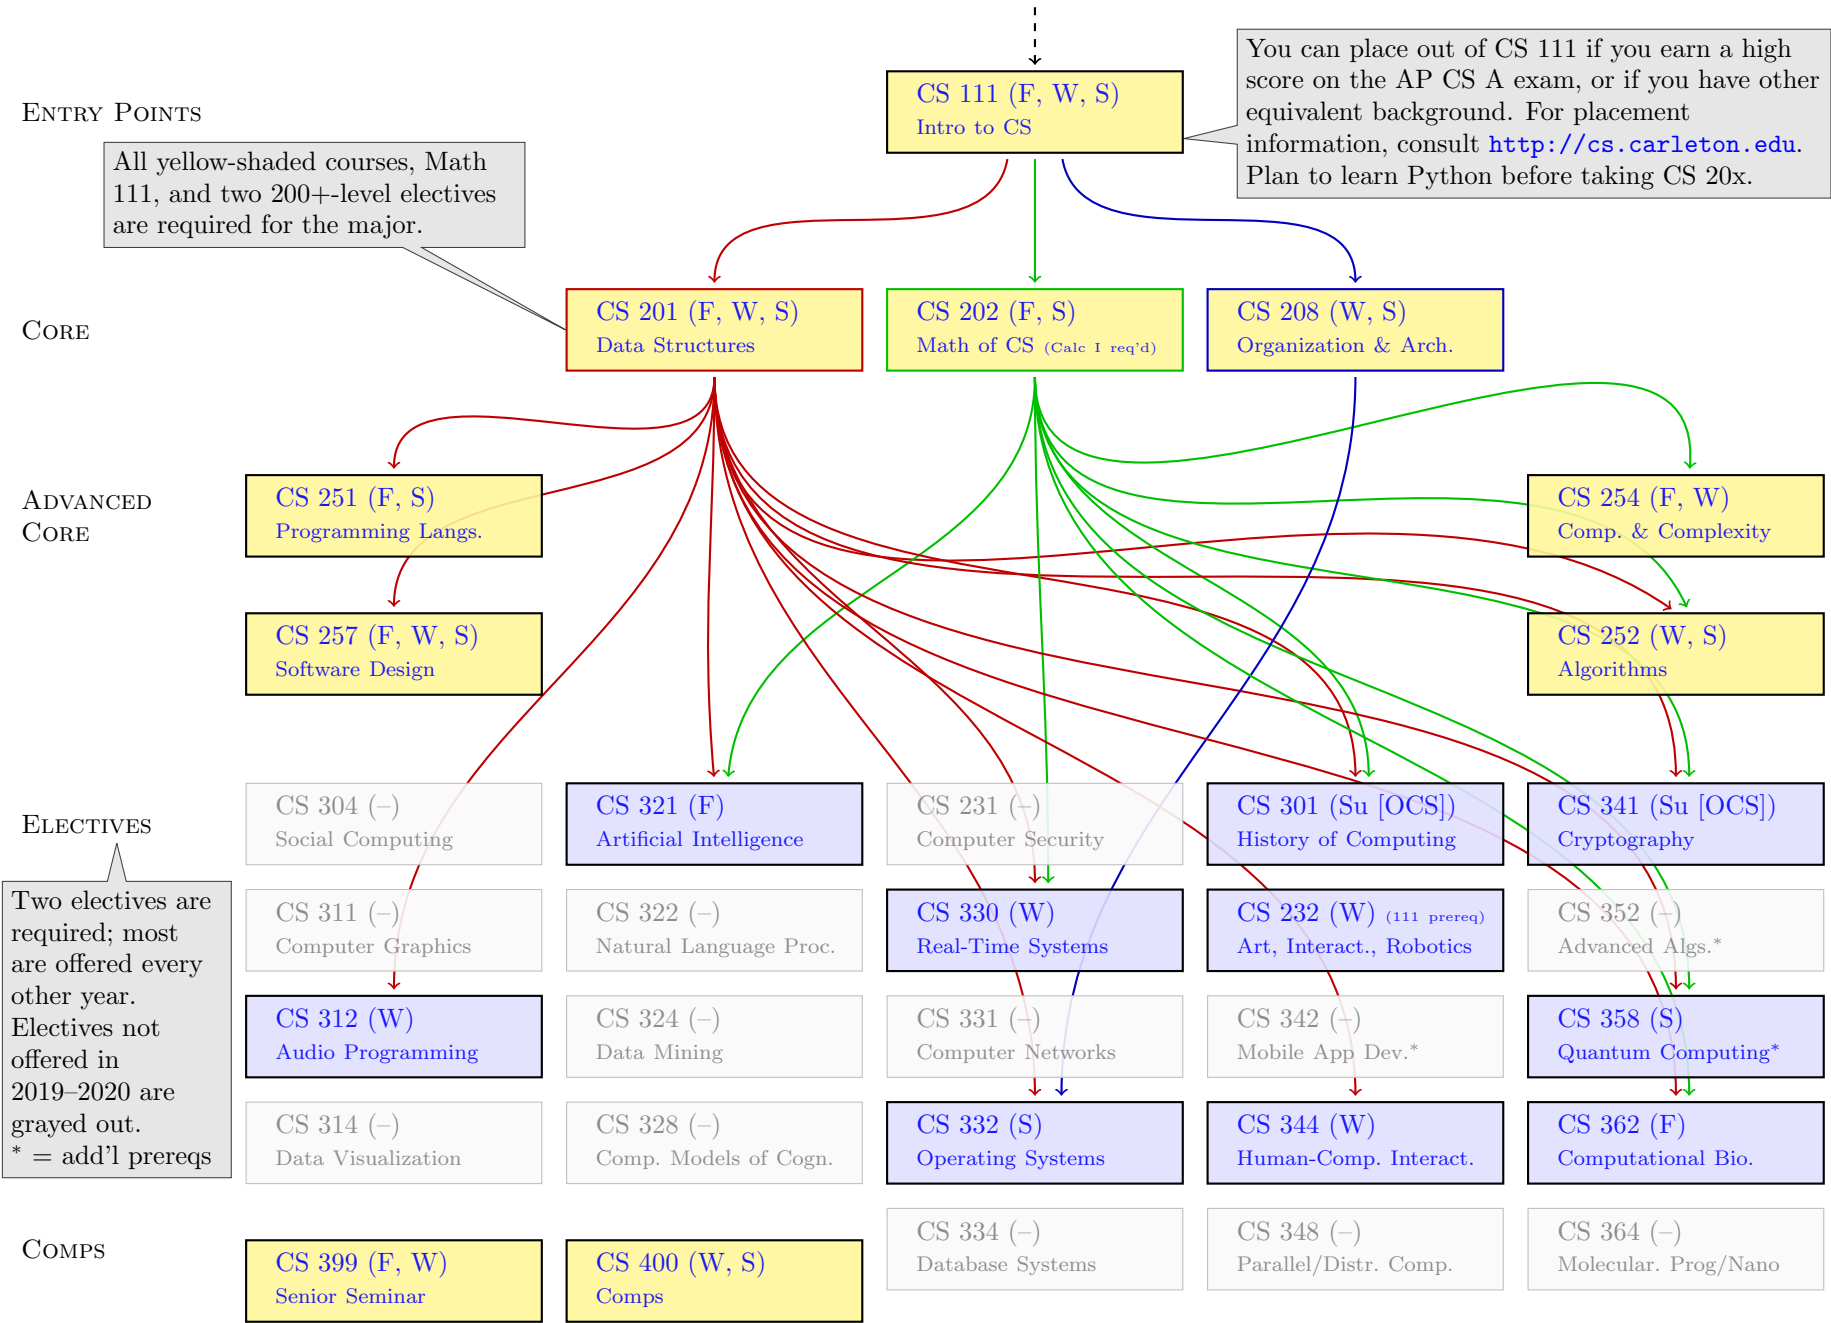 You can place out of CS 111 if you earn a high
score on the AP CS A exam, or if you have other
equivalent background. For placement
information, consult http://cs.carleton.edu.
Plan to learn Python before taking CS 20x.
CS 111 (F, W, S)
Intro to CS
ENTRY POINTS
All yellow-shaded courses, Math
111, and two 200+-level electives
are required for the major.
CORE
CS 201 (F, W, S)
Data Structures
CS 202 (F, S)
Math of CS (Calc I req'd)
CS 208 (W, S)
Organization & Arch.
ADVANCED
CORE
CS 251 (F, S)
Programming Langs.
CS 254 (F, W)
Comp. & Complexity
CS 257 (F, W, S)
Software Design
CS 252 (W, S)
Algorithms
ELECTIVES
Two electives are
required; most
are offered every
other year.
Electives not
offered in
2019–2020 are
grayed out.
* = add'l prereqs
CS 304 (–)
Social Computing
CS 321 (F)
Artificial Intelligence
CS 231 (–)
Computer Security
CS 301 (Su [OCS])
History of Computing
CS 341 (Su [OCS])
Cryptography
CS 311 (–)
Computer Graphics
CS 322 (–)
Natural Language Proc.
CS 330 (W)
Real-Time Systems
CS 232 (W) (111 prereq)
Art, Interact., Robotics
CS 352 (–)
Advanced Algs.*
CS 312 (W)
Audio Programming
CS 324 (–)
Data Mining
CS 331 (–)
Computer Networks
CS 342 (–)
Mobile App Dev.*
CS 358 (S)
Quantum Computing*
CS 314 (–)
Data Visualization
CS 328 (–)
Comp. Models of Cogn.
CS 332 (S)
Operating Systems
CS 344 (W)
Human-Comp. Interact.
CS 362 (F)
Computational Bio.
CS 334 (–)
Database Systems
CS 348 (–)
Parallel/Distr. Comp.
CS 364 (–)
Molecular. Prog/Nano
COMPS
CS 399 (F, W)
Senior Seminar
CS 400 (W, S)
Comps